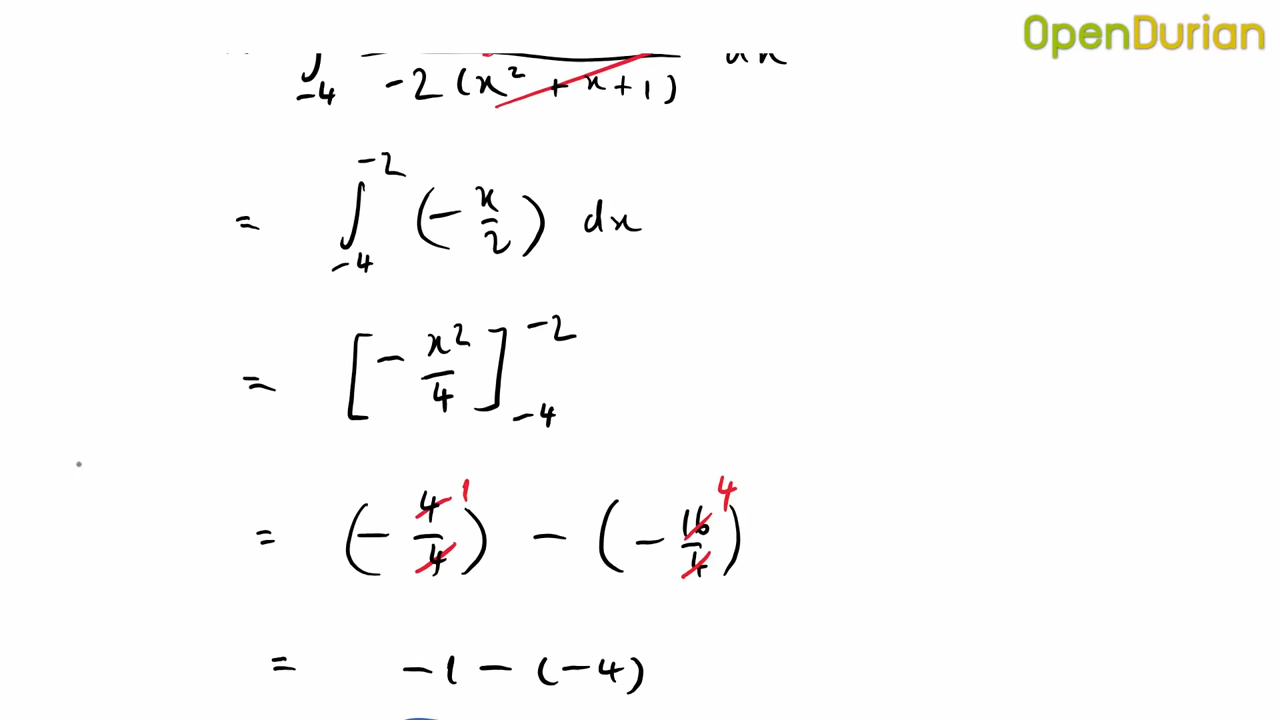 OpenDurian
∫ -4 -2 (x² + x + 1) dx
= ∫ -2 -4 (- x/2) dx
= [- x²/4] -2 -4
= (- 4/4) 1 - (- 16/4) 4
= -1 - (-4)